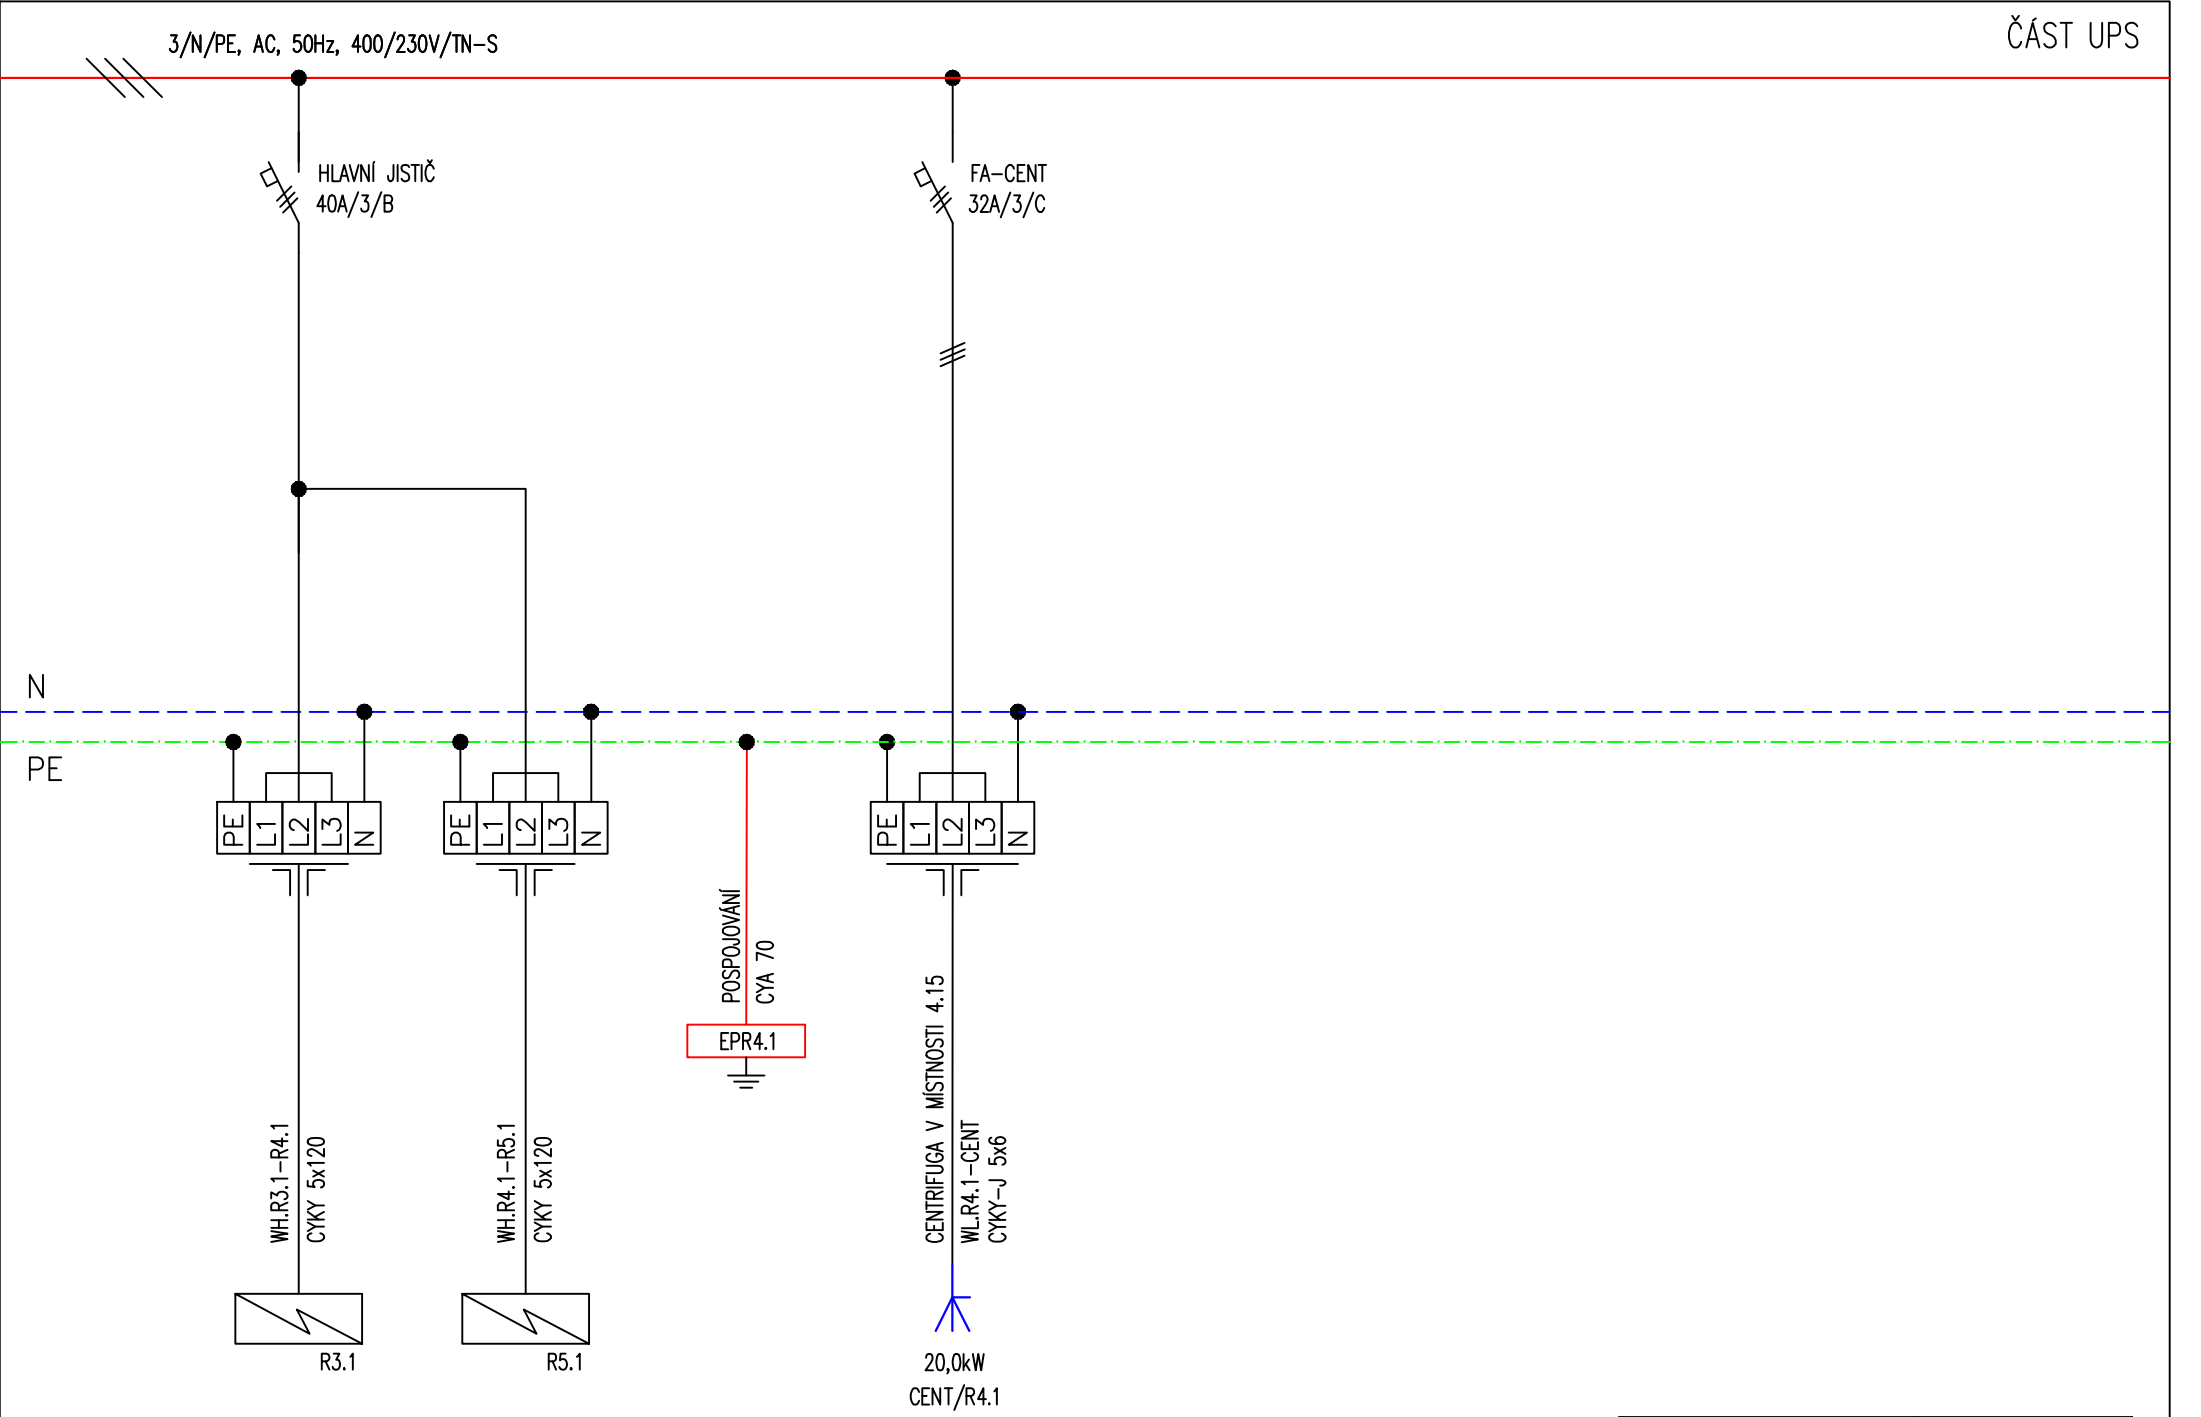 3/N/PE, AC, 50Hz, 400/230V/TN-S
ČÁST UPS
HLAVNÍ JISTIČ
40A/3/B
FA-CENT
32A/3/C
N
PE
PE L1 L2 L3 N
PE L1 L2 L3 N
PE L1 L2 L3 N
POSPOJOVÁNÍ
CYA 70
EPR4.1
WH.R3.1-R4.1
CYKY 5x120
WH.R4.1-R5.1
CYKY 5x120
CENTRIFUGA V MÍSTNOSTI 4.15
WL.R4.1-CENT
CYKY-J 5x6
R3.1
R5.1
20,0kW
CENT/R4.1